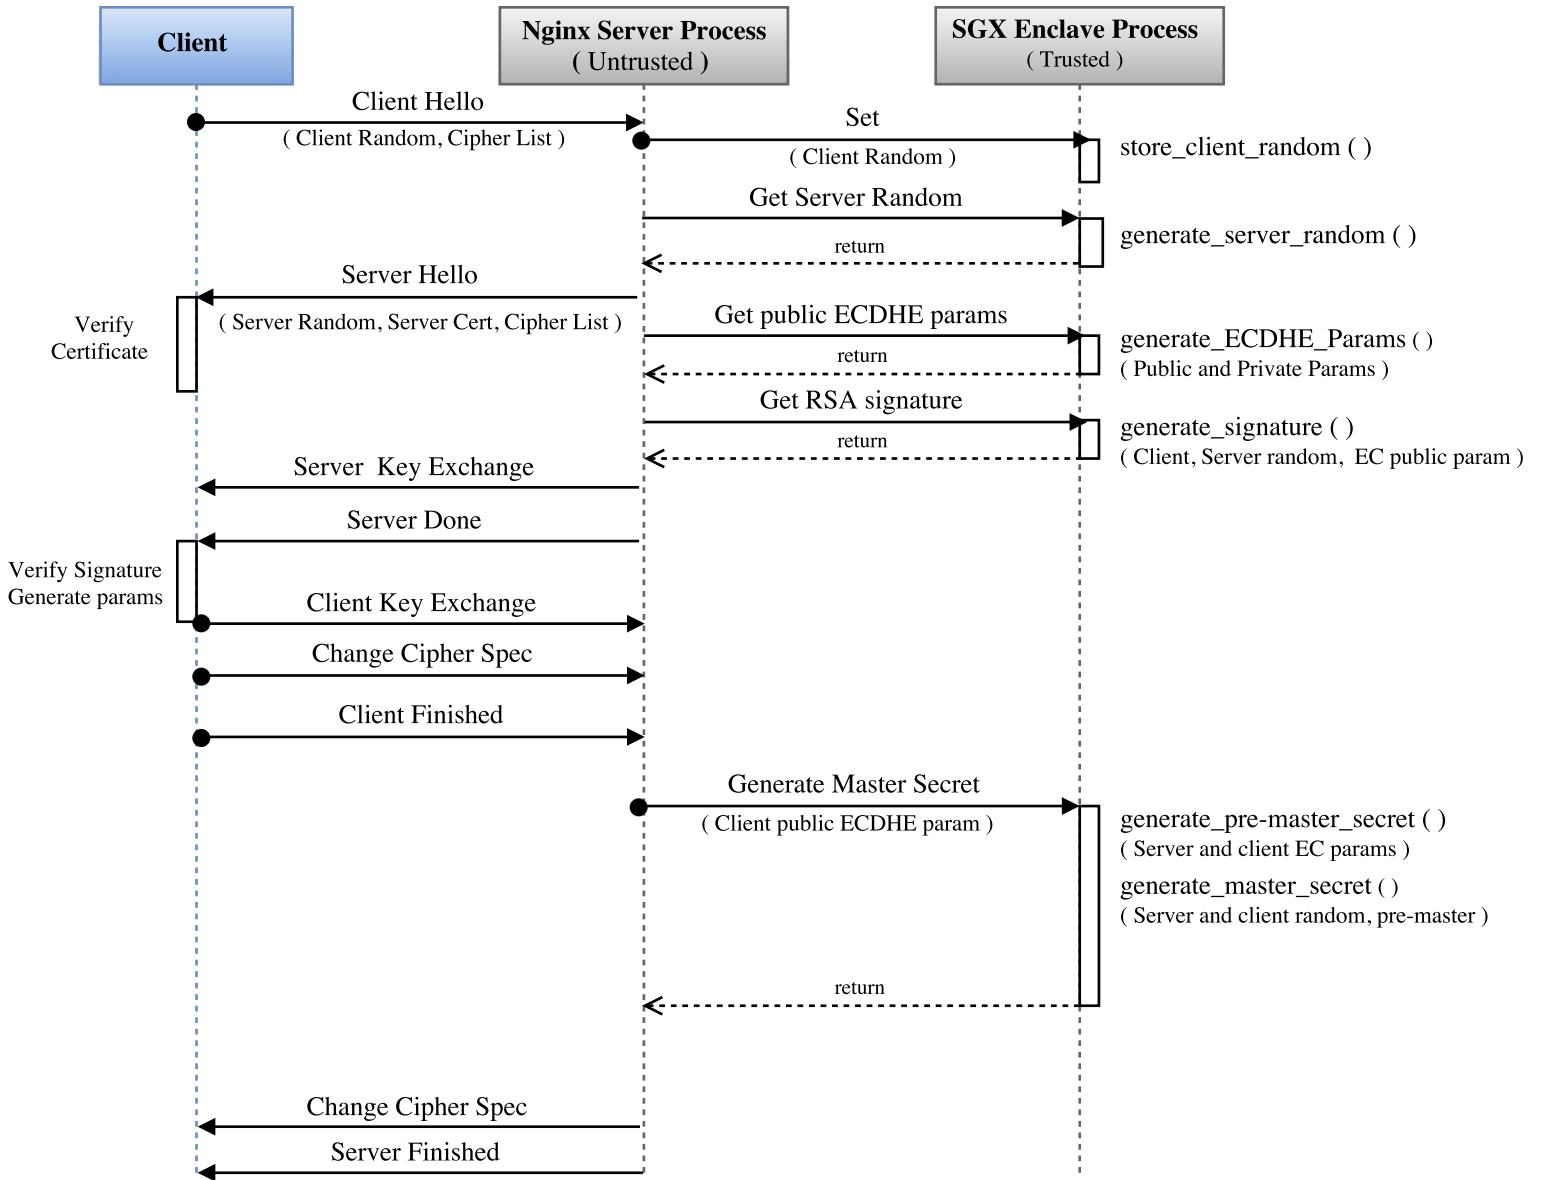 Client
Nginx Server Process
( Untrusted )
SGX Enclave Process
( Trusted )
Client Hello
( Client Random, Cipher List )
Set
( Client Random )
store_client_random ( )
Get Server Random
generate_server_random ( )
return
Server Hello
( Server Random, Server Cert, Cipher List )
Verify
Certificate
Get public ECDHE params
generate_ECDHE_Params ( )
return
( Public and Private Params )
Get RSA signature
generate_signature ( )
return
( Client, Server random,  EC public param )
Server  Key Exchange
Server Done
Verify Signature
Generate params
Client Key Exchange
Change Cipher Spec
Client Finished
Generate Master Secret
( Client public ECDHE param )
generate_pre-master_secret ( )
( Server and client EC params )
generate_master_secret ( )
( Server and client random, pre-master )
return
Change Cipher Spec
Server Finished